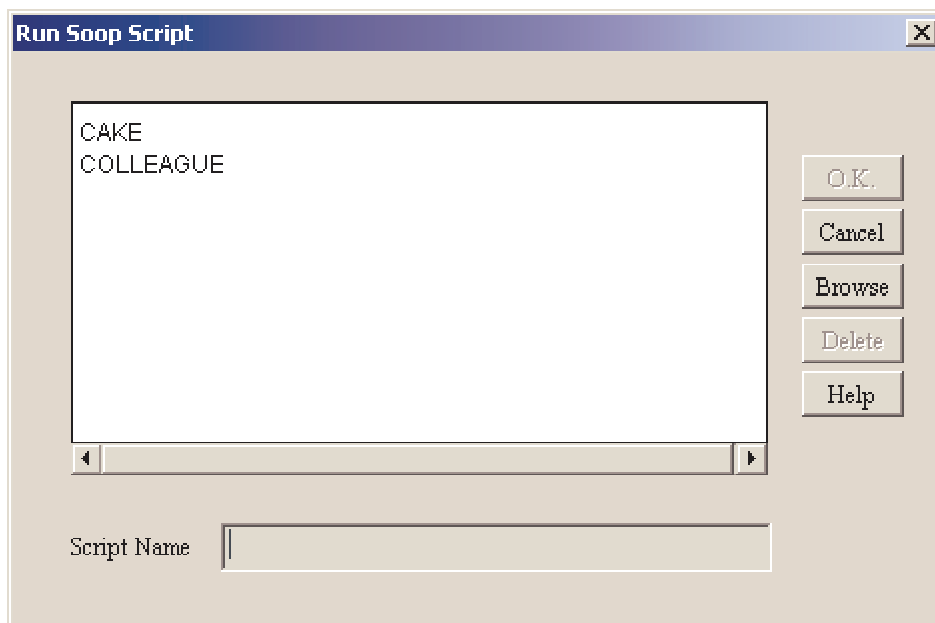 Run Soop Script
CAKE
COLLEAGUE
O.K.
Cancel
Browse
Delete
Help
Script Name